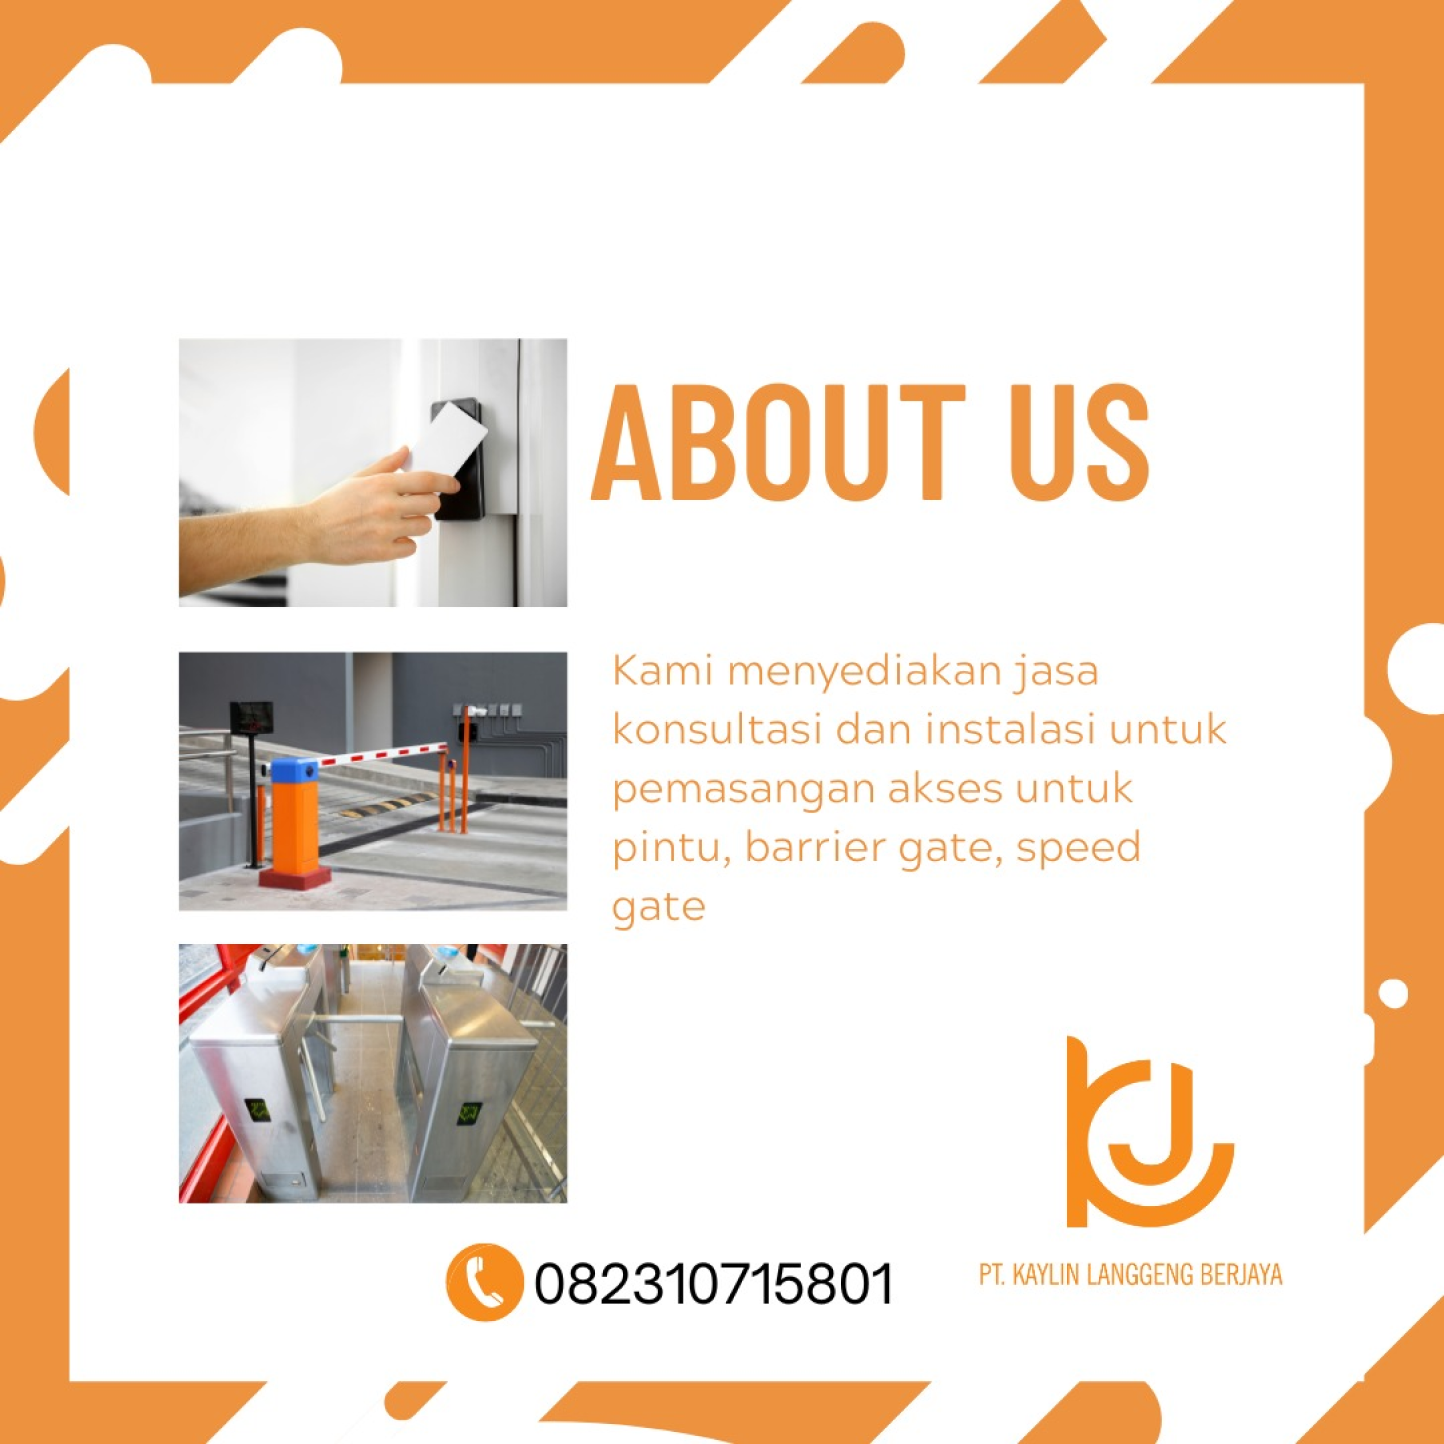 ABOUT US
Kami menyediakan jasa
konsultasi dan instalasi untuk
pemasangan akses untuk
pintu, barrier gate, speed
gate
082310715801
PT. KAYLIN LANGGENG BERJAYA